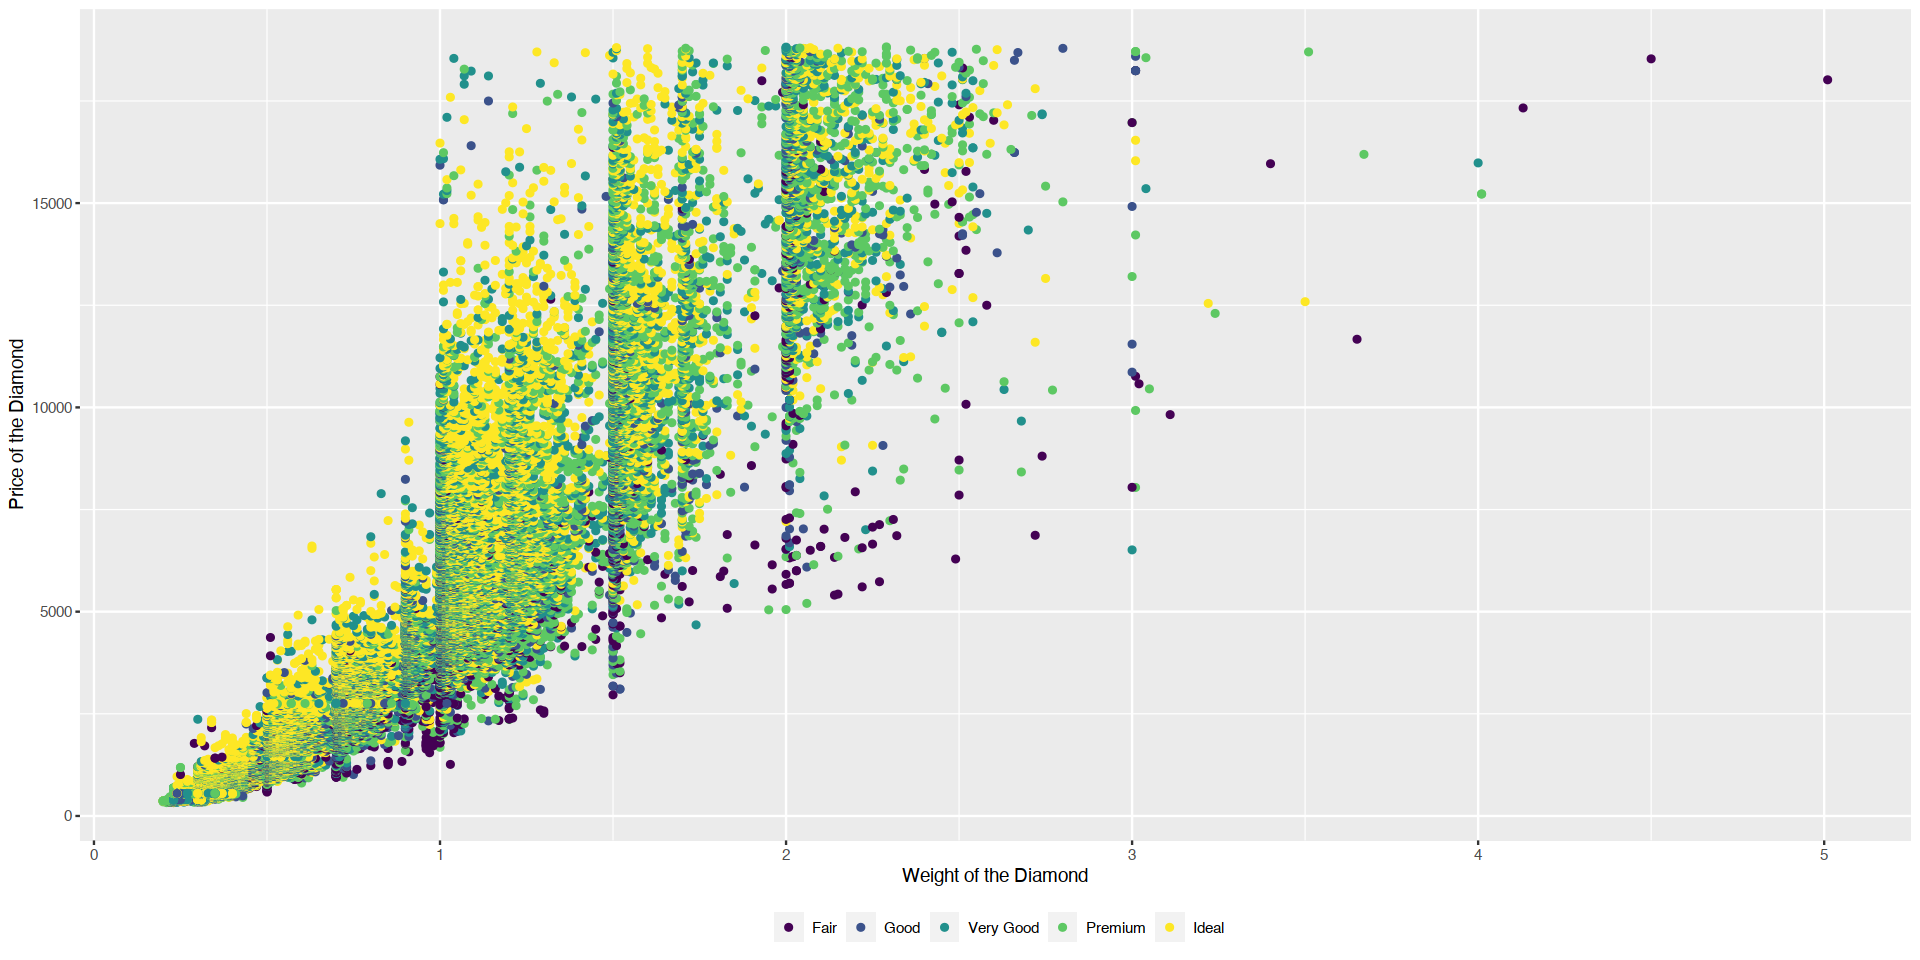 Price of the Diamond
15000
10000
5000
0
0 1 2 3 4 5
Weight of the Diamond
Fair Good Very Good Premium Ideal